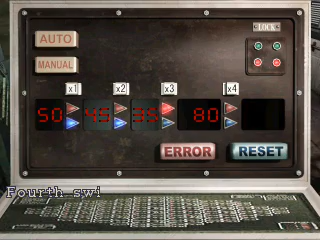 LOCK
AUTO
MANUAL
x1 x2 x3 x4
50 45 35 80
ERROR RESET
Fourth swi